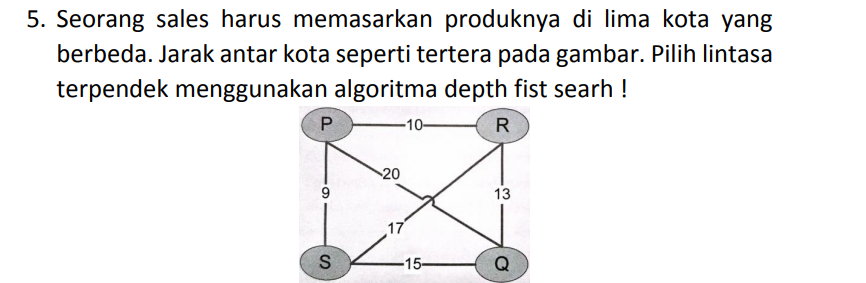 5. Seorang sales harus memasarkan produknya di lima kota yang
berbeda. Jarak antar kota seperti tertera pada gambar. Pilih lintasa
terpendek menggunakan algoritma depth fist searh !
P 10 R
20
9 13
17
S 15 Q